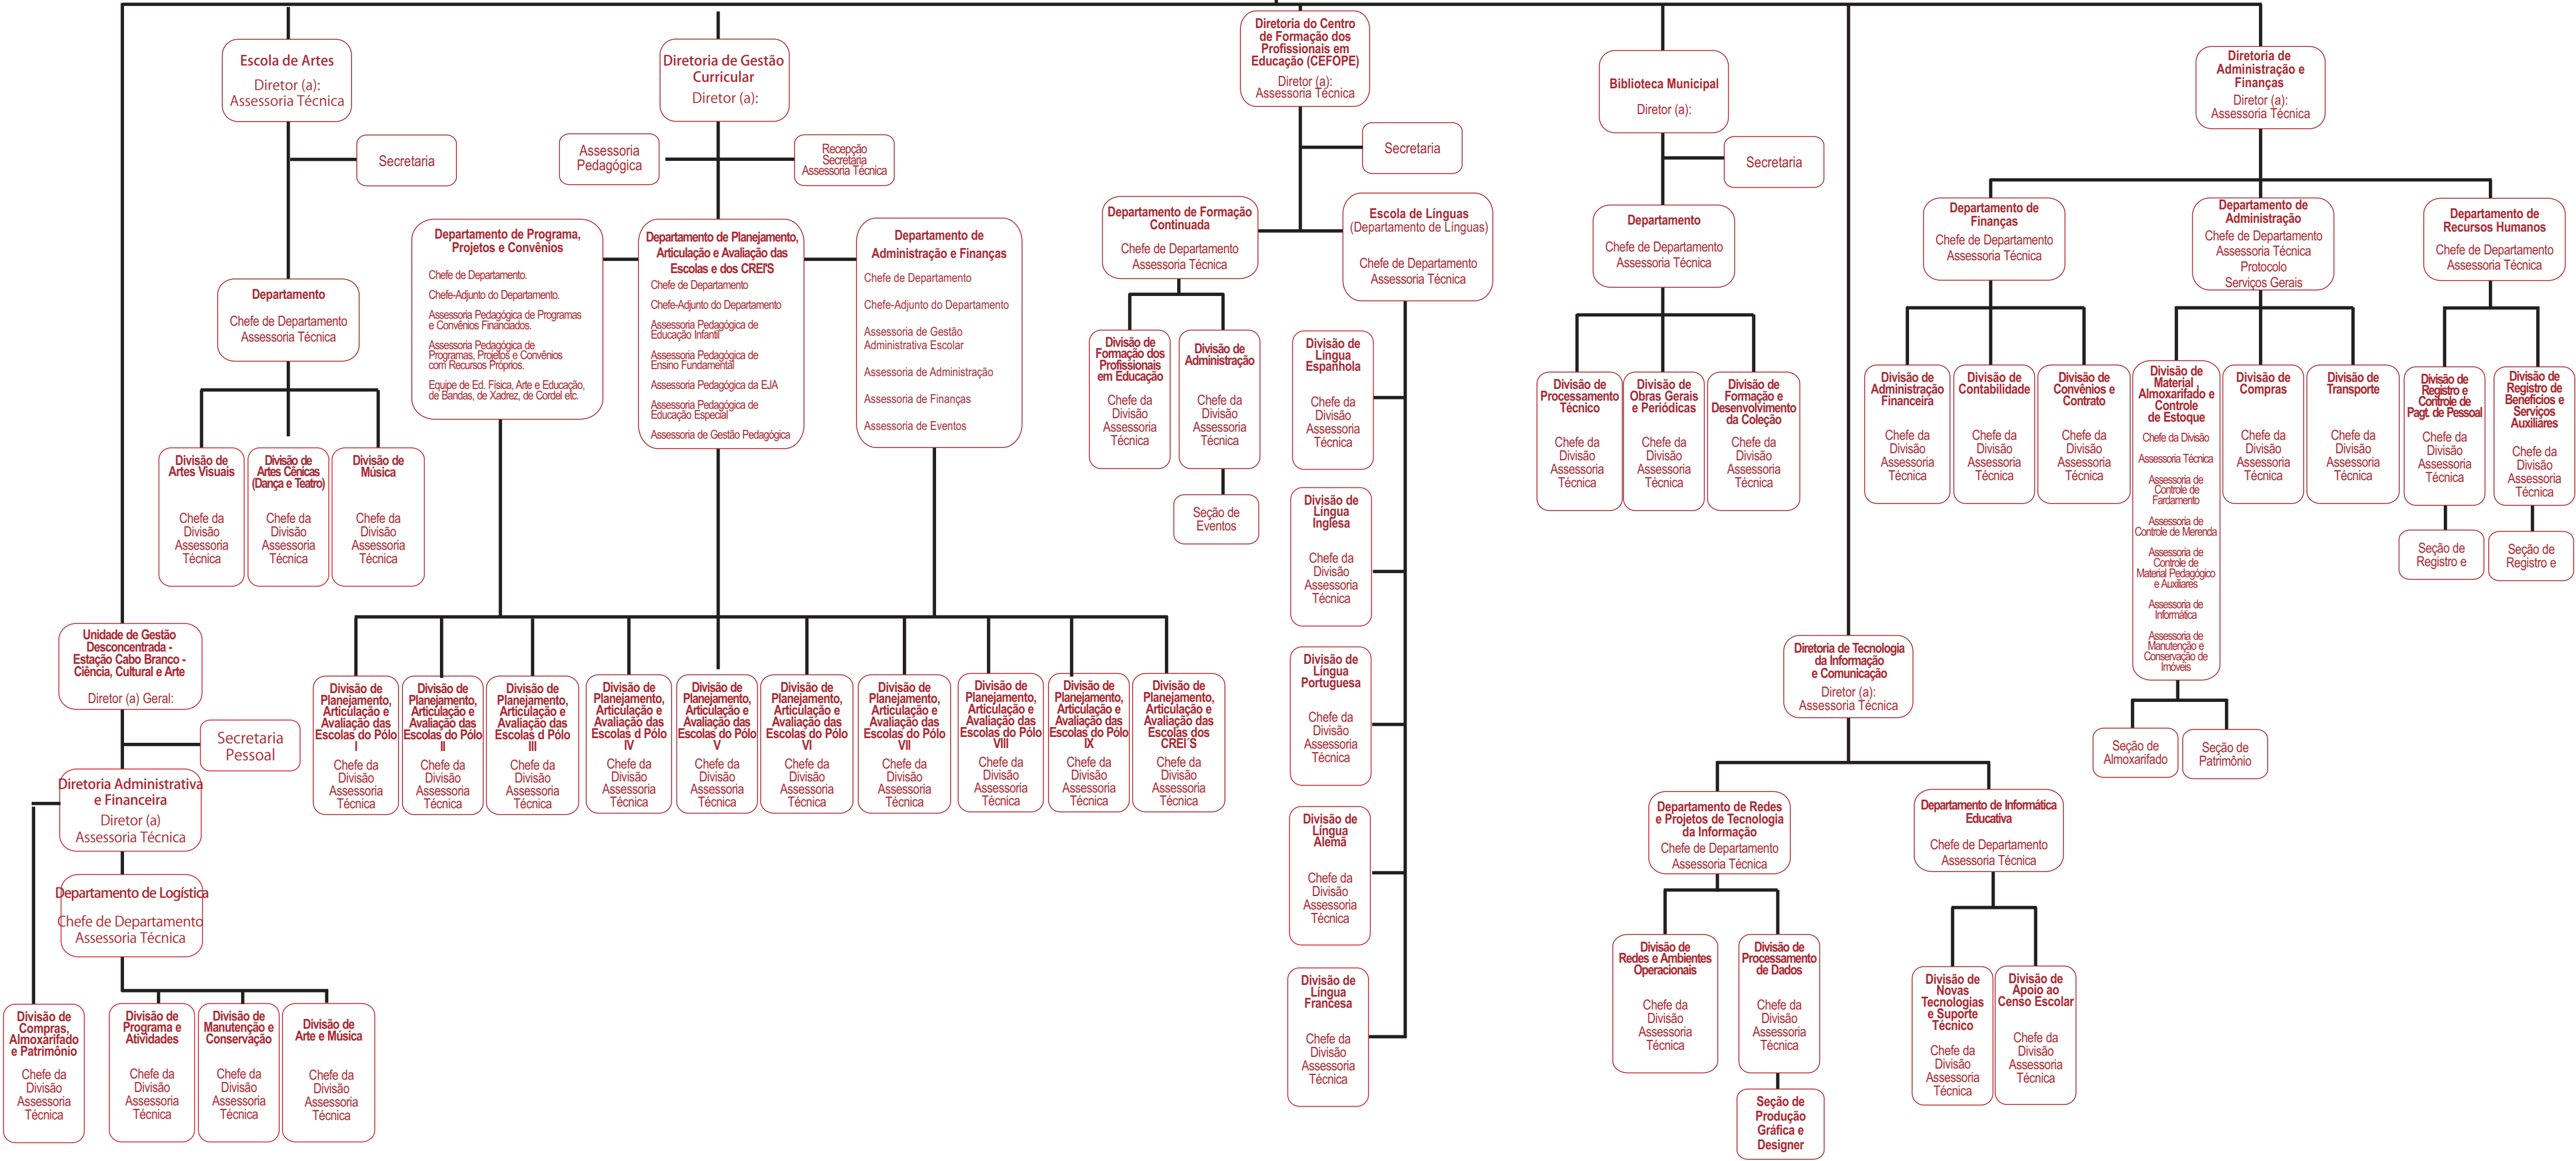 Escola de Artes
Diretor (a):
Assessoria Técnica
Secretaria
Departamento
Chefe de Departamento
Assessoria Técnica
Divisão de
Artes Visuais
Chefe da
Divisão
Assessoria
Técnica
Divisão de
Artes Cênicas
(Dança e Teatro)
Chefe da
Divisão
Assessoria
Técnica
Divisão de
Música
Chefe da
Divisão
Assessoria
Técnica
Unidade de Gestão
Desconcentrada -
Estação Cabo Branco -
Ciência, Cultural e Arte
Diretor (a) Geral:
Secretaria
Pessoal
Diretoria Administrativa
e Financeira
Diretor (a)
Assessoria Técnica
Departamento de Logística
Chefe de Departamento
Assessoria Técnica
Divisão de
Compras,
Almoxarifado
e Patrimônio
Chefe da
Divisão
Assessoria
Técnica
Divisão de
Programa e
Atividades
Chefe da
Divisão
Assessoria
Técnica
Divisão de
Manutenção e
Conservação
Chefe da
Divisão
Assessoria
Técnica
Divisão de
Arte e Música
Chefe da
Divisão
Assessoria
Técnica
Diretoria de Gestão
Curricular
Diretor (a):
Assessoria
Pedagógica
Recepção
Secretária
Assessoria Técnica
Departamento de Programa,
Projetos e Convênios
Chefe de Departamento.
Chefe-Adjunto do Departamento.
Assessoria Pedagógica de Programas
e Convênios Financiados.
Assessoria Pedagógica de
Programas, Projetos e Convênios
com Recursos Próprios.
Equipe de Ed. Física, Arte e Educação,
de Bandas, de Xadrez, de Cordel etc.
Departamento de Planejamento,
Articulação e Avaliação das
Escolas e dos CREI'S
Chefe de Departamento
Chefe-Adjunto do Departamento
Assessoria Pedagógica de
Educação Infantil
Assessoria Pedagógica de
Ensino Fundamental
Assessoria Pedagógica da EJA
Assessoria Pedagógica de
Educação Especial
Assessoria de Gestão Pedagógica
Departamento de
Administração e Finanças
Chefe de Departamento
Chefe-Adjunto do Departamento
Assessoria de Gestão
Administrativa Escolar
Assessoria de Administração
Assessoria de Finanças
Assessoria de Eventos
Divisão de
Planejamento,
Articulação e
Avaliação das
Escolas do Pólo
I
Chefe da
Divisão
Assessoria
Técnica
Divisão de
Planejamento,
Articulação e
Avaliação das
Escolas do Pólo
II
Chefe da
Divisão
Assessoria
Técnica
Divisão de
Planejamento,
Articulação e
Avaliação das
Escolas d Pólo
III
Chefe da
Divisão
Assessoria
Técnica
Divisão de
Planejamento,
Articulação e
Avaliação das
Escolas d Pólo
IV
Chefe da
Divisão
Assessoria
Técnica
Divisão de
Planejamento,
Articulação e
Avaliação das
Escolas do Pólo
V
Chefe da
Divisão
Assessoria
Técnica
Divisão de
Planejamento,
Articulação e
Avaliação das
Escolas do Pólo
VI
Chefe da
Divisão
Assessoria
Técnica
Divisão de
Planejamento,
Articulação e
Avaliação das
Escolas do Pólo
VII
Chefe da
Divisão
Assessoria
Técnica
Divisão de
Planejamento,
Articulação e
Avaliação das
Escolas do Pólo
VIII
Chefe da
Divisão
Assessoria
Técnica
Divisão de
Planejamento,
Articulação e
Avaliação das
Escolas do Pólo
IX
Chefe da
Divisão
Assessoria
Técnica
Divisão de
Planejamento,
Articulação e
Avaliação das
Escolas dos
CREI´S
Chefe da
Divisão
Assessoria
Técnica
Diretoria do Centro
de Formação dos
Profissionais em
Educação (CEFOPE)
Diretor (a):
Assessoria Técnica
Secretaria
Departamento de Formação
Continuada
Chefe de Departamento
Assessoria Técnica
Escola de Línguas
(Departamento de Línguas)
Chefe de Departamento
Assessoria Técnica
Divisão de
Formação dos
Profissionais
em Educação
Chefe da
Divisão
Assessoria
Técnica
Divisão de
Administração
Chefe da
Divisão
Assessoria
Técnica
Seção de
Eventos
Divisão de
Língua
Espanhola
Chefe da
Divisão
Assessoria
Técnica
Divisão de
Língua
Inglesa
Chefe da
Divisão
Assessoria
Técnica
Divisão de
Língua
Portuguesa
Chefe da
Divisão
Assessoria
Técnica
Divisão de
Língua
Alemã
Chefe da
Divisão
Assessoria
Técnica
Divisão de
Língua
Francesa
Chefe da
Divisão
Assessoria
Técnica
Biblioteca Municipal
Diretor (a):
Secretaria
Departamento
Chefe de Departamento
Assessoria Técnica
Divisão de
Processamento
Técnico
Chefe da
Divisão
Assessoria
Técnica
Divisão de
Obras Gerais
e Periódicas
Chefe da
Divisão
Assessoria
Técnica
Divisão de
Formação e
Desenvolvimento
da Coleção
Chefe da
Divisão
Assessoria
Técnica
Diretoria de Tecnologia
da Informação
e Comunicação
Diretor (a):
Assessoria Técnica
Departamento de Redes
e Projetos de Tecnologia
da Informação
Chefe de Departamento
Assessoria Técnica
Departamento de Informática
Educativa
Chefe de Departamento
Assessoria Técnica
Divisão de
Redes e Ambientes
Operacionais
Chefe da
Divisão
Assessoria
Técnica
Divisão de
Processamento
de Dados
Chefe da
Divisão
Assessoria
Técnica
Seção de
Produção
Gráfica e
Designer
Divisão de
Novas
Tecnologias
e Suporte
Técnico
Chefe da
Divisão
Assessoria
Técnica
Divisão de
Apoio ao
Censo Escolar
Chefe da
Divisão
Assessoria
Técnica
Diretoria de
Administração e
Finanças
Diretor (a):
Assessoria Técnica
Departamento de
Finanças
Chefe de Departamento
Assessoria Técnica
Departamento de
Administração
Chefe de Departamento
Assessoria Técnica
Protocolo
Serviços Gerais
Departamento de
Recursos Humanos
Chefe de Departamento
Assessoria Técnica
Divisão de
Administração
Financeira
Chefe da
Divisão
Assessoria
Técnica
Divisão de
Contabilidade
Chefe da
Divisão
Assessoria
Técnica
Divisão de
Convênios e
Contrato
Chefe da
Divisão
Assessoria
Técnica
Divisão de
Material ,
Almoxarifado e
Controle
de Estoque
Chefe da Divisão
Assessoria Técnica
Assessoria de
Controle de
Fardamento
Assessoria de
Controle de Merenda
Assessoria de
Controle de
Material Pedagógico
e Auxiliares
Assessoria de
Informática
Assessoria de
Manutenção e
Conservação de
Imóveis
Seção de
Almoxarifado
Seção de
Patrimônio
Divisão de
Compras
Chefe da
Divisão
Assessoria
Técnica
Divisão de
Transporte
Chefe da
Divisão
Assessoria
Técnica
Divisão de
Registro e
Controle de
Pagt. de Pessoal
Chefe da
Divisão
Assessoria
Técnica
Seção de
Registro e
Divisão de
Registro de
Benefícios e
Serviços
Auxiliares
Chefe da
Divisão
Assessoria
Técnica
Seção de
Registro e